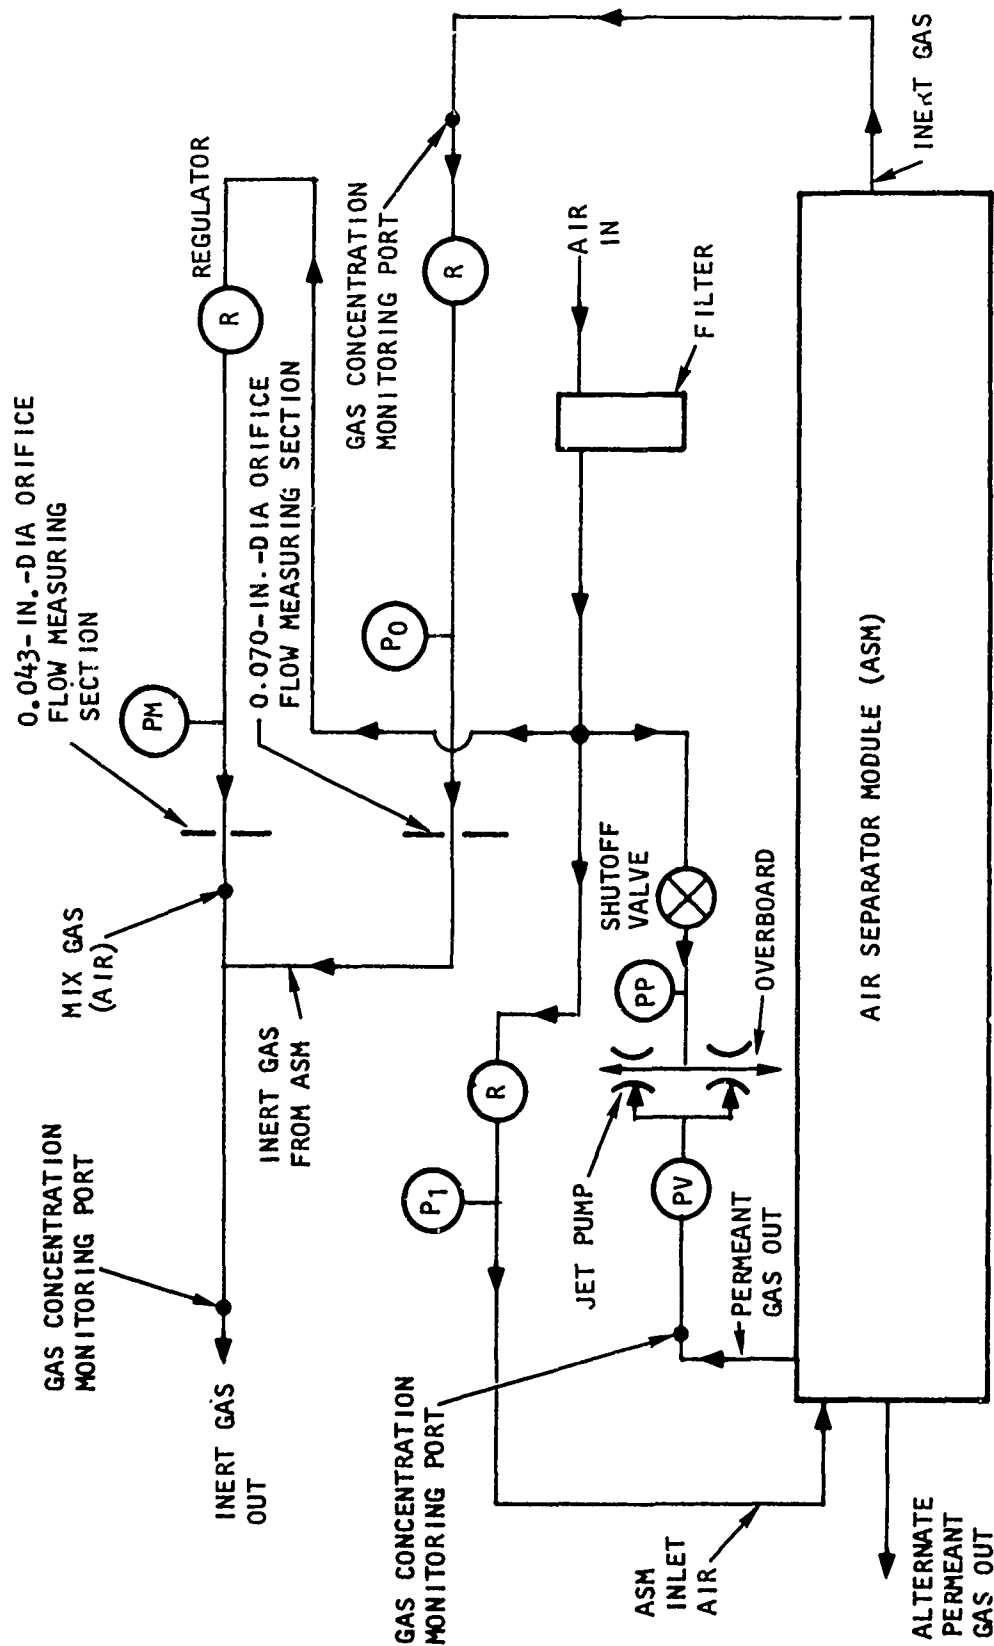 0.043-IN.-DIA ORIFICE
FLOW MEASURING
SECTION
REGULATOR
R
PM
MIX GAS
(AIR)
GAS CONCENTRATION
MONITORING PORT
INERT GAS
OUT
0.070-IN.-DIA ORIFICE
FLOW MEASURING SECTION
GAS CONCENTRATION
MONITORING PORT
R
PO
INERT GAS
FROM ASM
AIR
IN
FILTER
SHUTOFF
VALVE
R
P1
PP
OVERBOARD
JET PUMP
PV
PERMEANT
GAS OUT
GAS CONCENTRATION
MONITORING PORT
ASM
INLET
AIR
AIR SEPARATOR MODULE (ASM)
INERT GAS
ALTERNATE
PERMEANT
GAS OUT